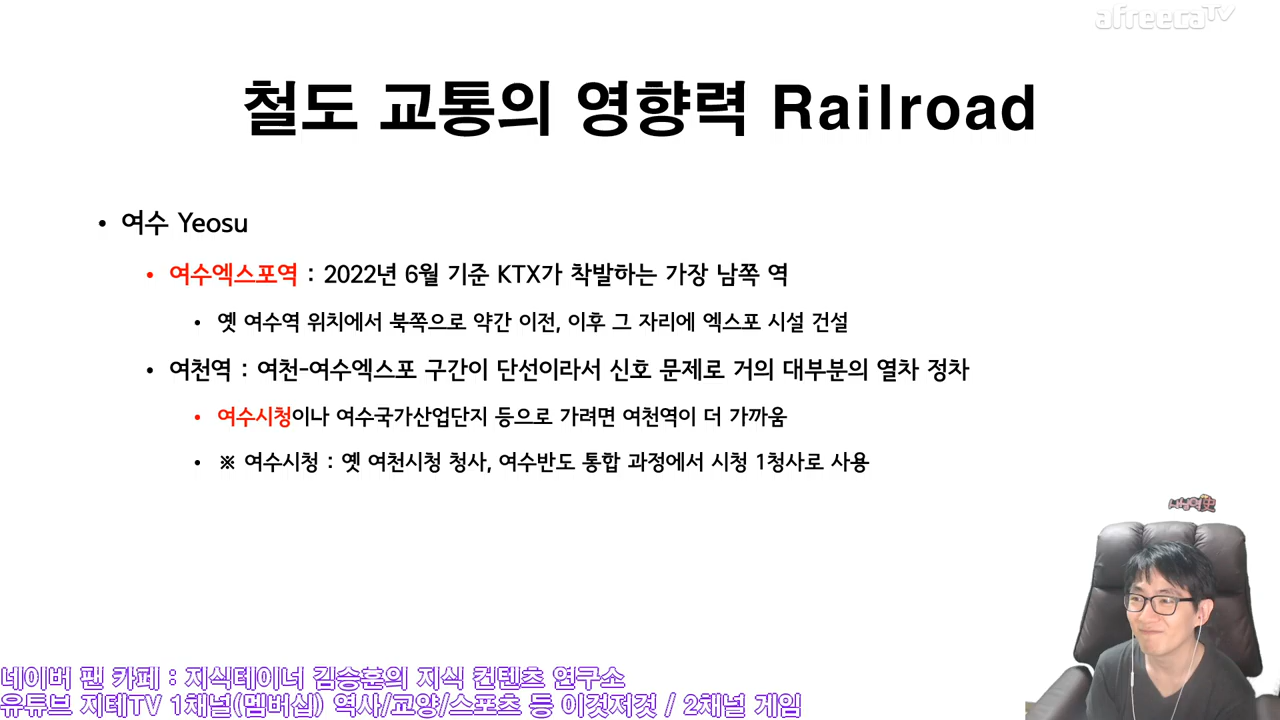 afreecaTV
철도 교통의 영향력 Railroad
• 여수 Yeosu
• 여수엑스포역 : 2022년 6월 기준 KTX가 착발하는 가장 남쪽 역
• 옛 여수역 위치에서 북쪽으로 약간 이전, 이후 그 자리에 엑스포 시설 건설
• 여천역 : 여천-여수엑스포 구간이 단선이라서 신호 문제로 거의 대부분의 열차 정차
• 여수시청이나 여수국가산업단지 등으로 가려면 여천역이 더 가까움
• ※ 여수시청 : 옛 여천시청 청사, 여수반도 통합 과정에서 시청 1청사로 사용
네이버 팬 카페 : 지식테이너 김승훈의 지식 컨텐츠 연구소
유튜브 지테TV 1채널(멤버십) 역사/교양/스포츠 등 이것저것 / 2채널 게임